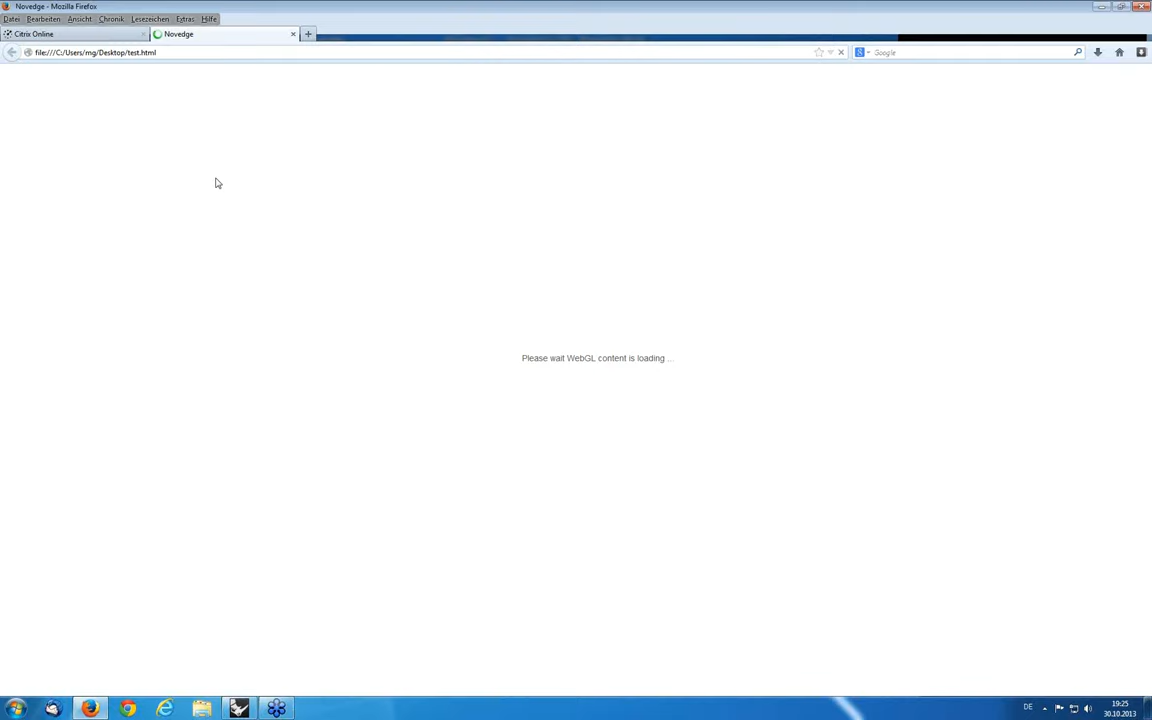 Novedge - Mozilla Firefox
Datei Bearbeiten Ansicht Chronik Lesezeichen Extras Hilfe
Citrix Online
Novedge
file:///C:/Users/mg/Desktop/test.html
Google
Please wait WebGL content is loading ...
DE
19:25
30.10.2013